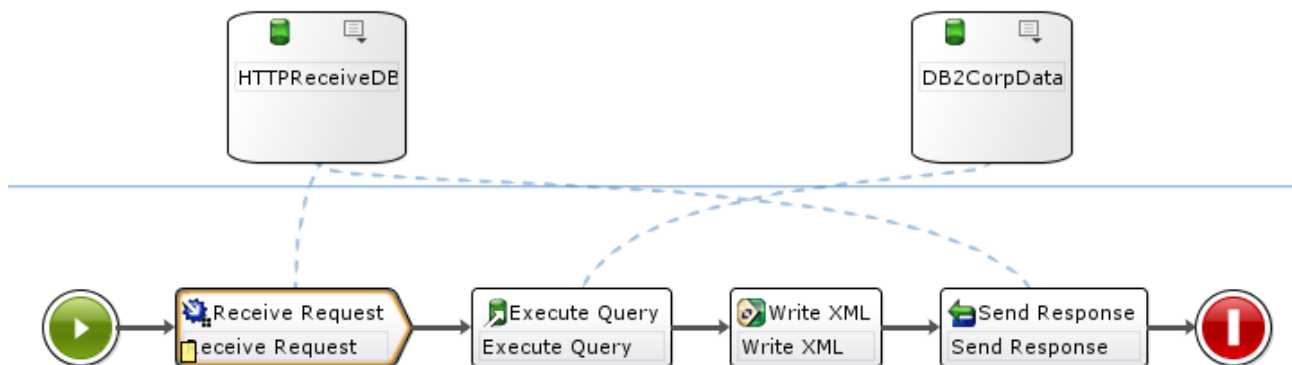 HTTPReceiveDB
DB2CorpData
Receive Request
eceive Request
Execute Query
Execute Query
Write XML
Write XML
Send Response
Send Response